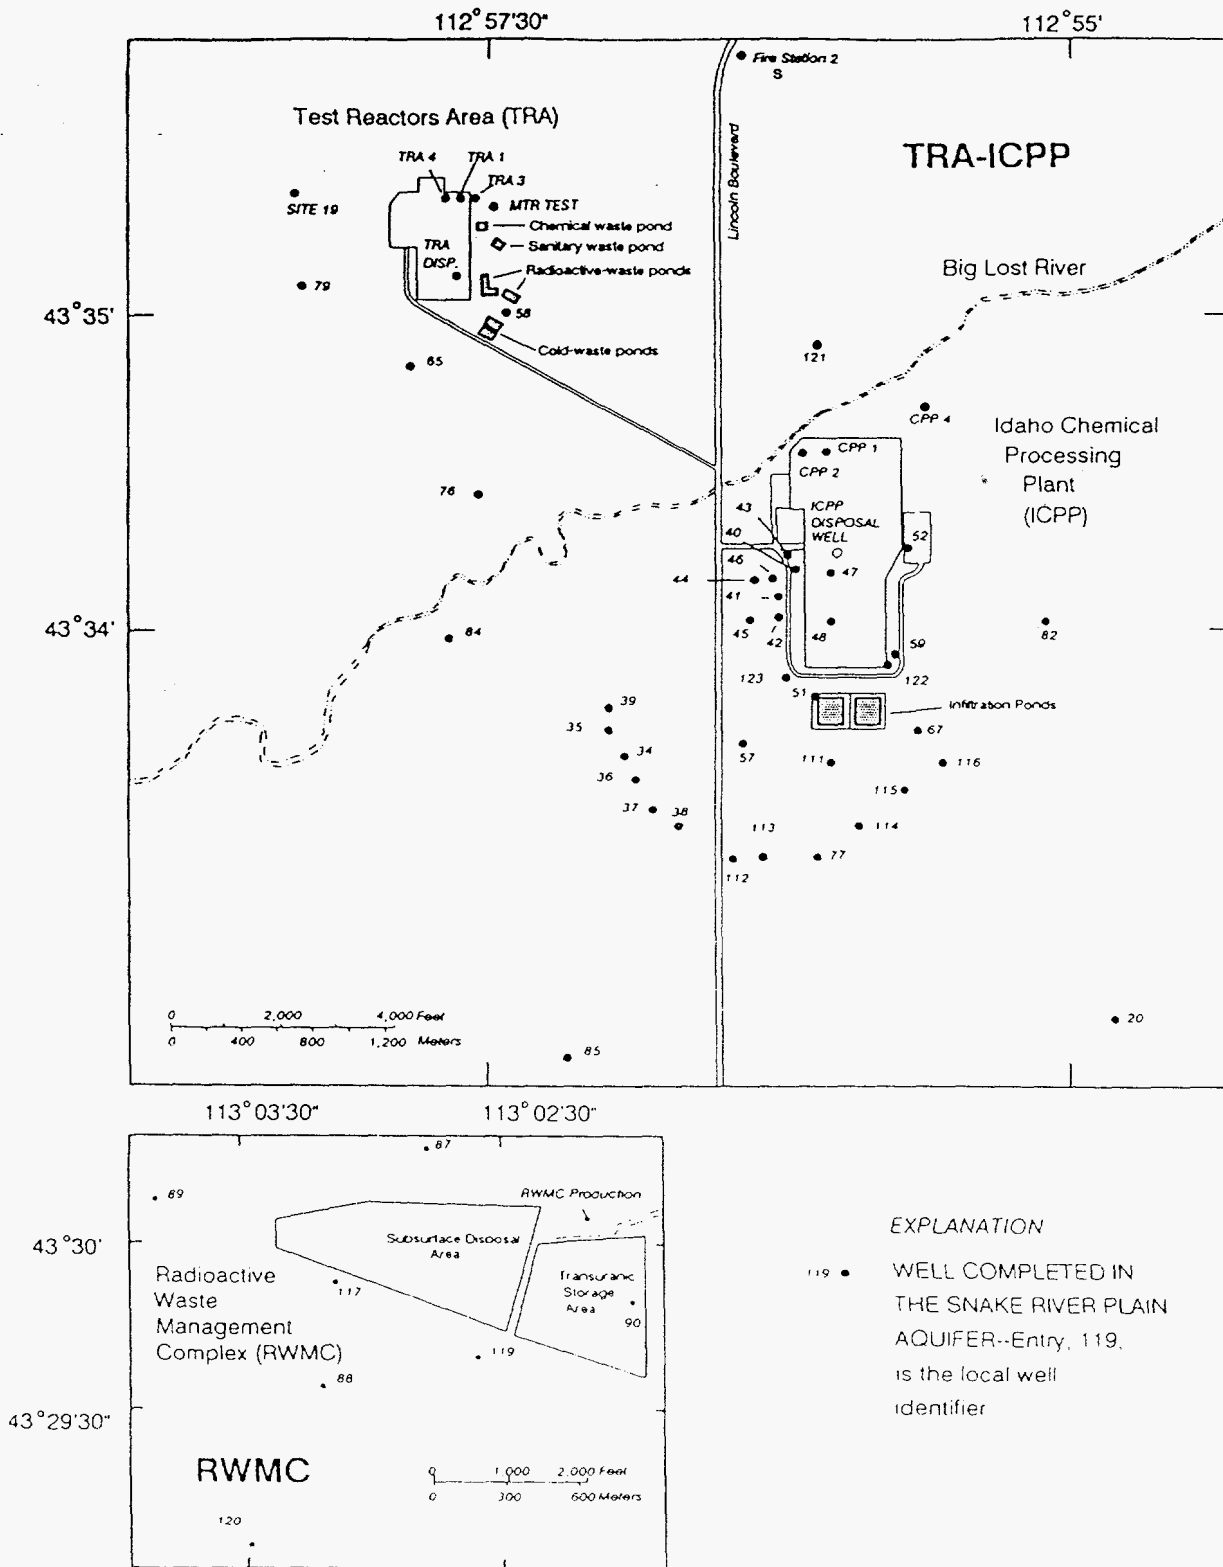 112°57'30"
112°55'
Fire Station 2
S
Test Reactors Area (TRA)
TRA-ICPP
Lincoln Boulevard
TRA 4
TRA 1
TRA 3
SITE 19
MTR TEST
Chemical waste pond
Sanitary waste pond
TRA
DISP.
Radioactive-waste ponds
Big Lost River
79
43°35'
58
Cold-waste ponds
65
121
CPP 4
Idaho Chemical
Processing
Plant
(ICPP)
CPP 1
CPP 2
76
43
ICPP
DISPOSAL
WELL
40
52
46
44
47
41
43°34'
84
45
42
48
59
82
123
122
51
39
Infiltration Ponds
35
67
34
57
111
116
36
115
37
38
113
114
112
77
0 2,000 4,000 Feet
0 400 800 1,200 Meters
20
85
113°03'30"
113°02'30"
87
89
RWMC Production
43°30'
Subsurface Disposal
Area
Radioactive
Waste
Management
Complex (RWMC)
117
Transuranic
Storage
Area
90
119
88
43°29'30"
RWMC
0 1,000 2,000 Feet
0 300 600 Meters
120
EXPLANATION
119 WELL COMPLETED IN
THE SNAKE RIVER PLAIN
AQUIFER--Entry, 119,
is the local well
identifier